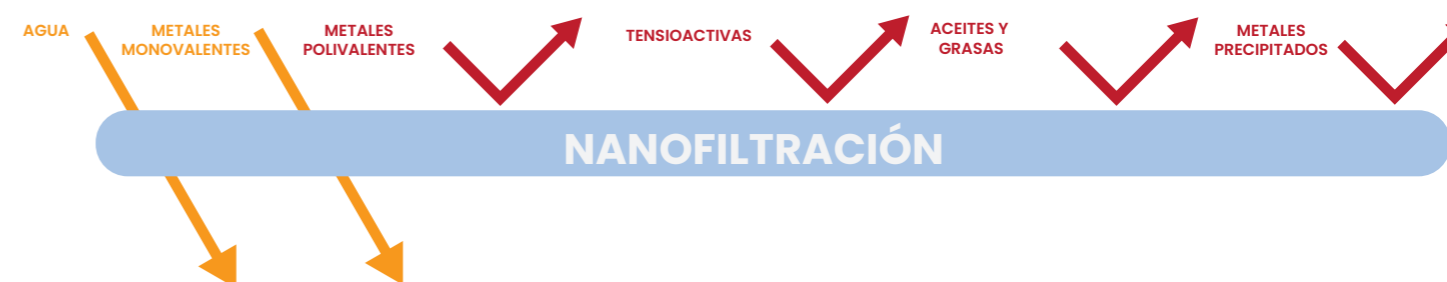 AGUA
METALES
MONOVALENTES
METALES
POLIVALENTES
TENSIOACTIVAS
ACEITES Y
GRASAS
METALES
PRECIPITADOS
NANOFILTRACIÓN